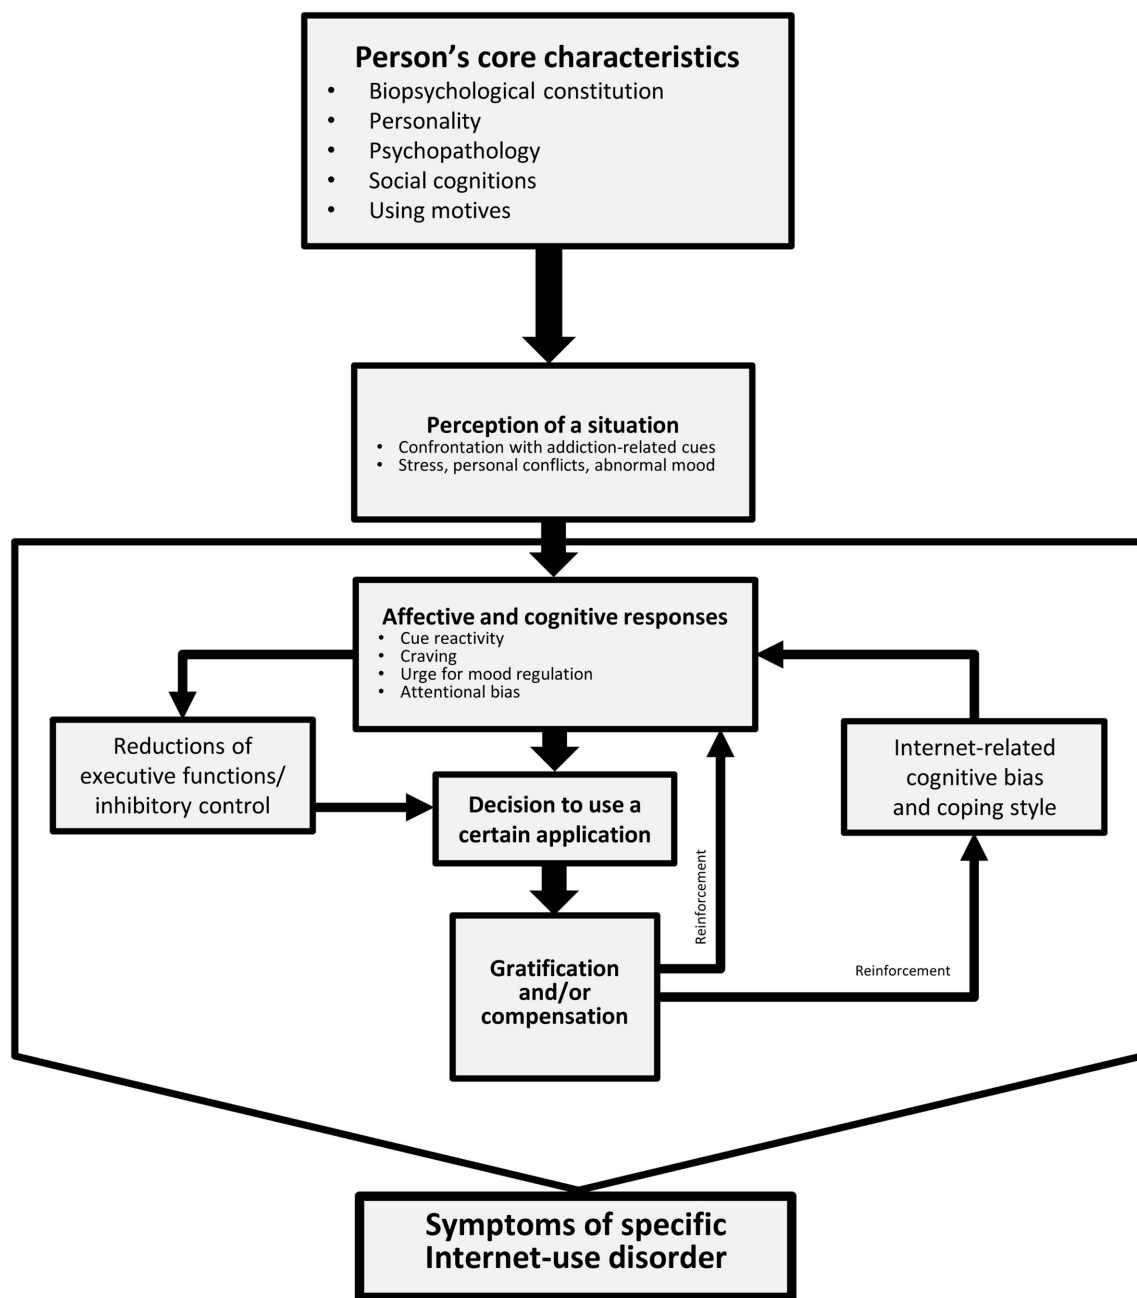 Person’s core characteristics
• Biopsychological constitution
• Personality
• Psychopathology
• Social cognitions
• Using motives
Perception of a situation
• Confrontation with addiction-related cues
• Stress, personal conflicts, abnormal mood
Affective and cognitive responses
• Cue reactivity
• Craving
• Urge for mood regulation
• Attentional bias
Reductions of
executive functions/
inhibitory control
Internet-related
cognitive bias
and coping style
Decision to use a
certain application
Reinforcement
Gratification
and/or
compensation
Reinforcement
Symptoms of specific
Internet-use disorder